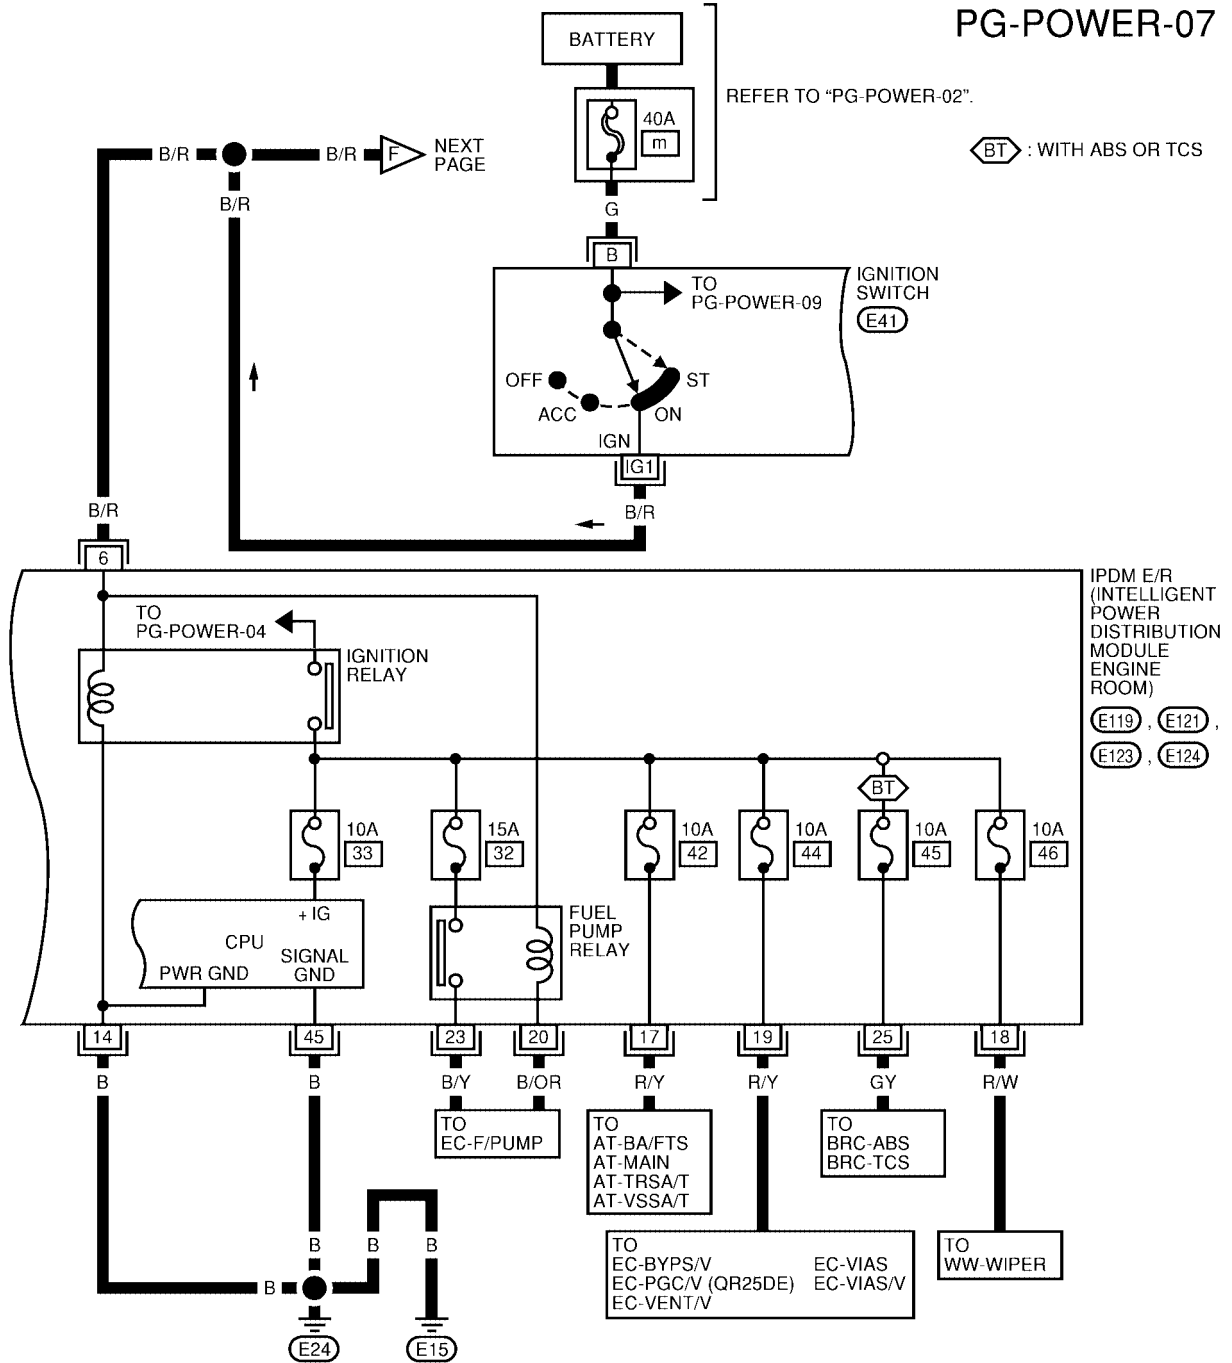 PG-POWER-07
BATTERY
REFER TO “PG-POWER-02”.
40A
m
BT : WITH ABS OR TCS
B/R
B/R
F
NEXT
PAGE
B/R
G
B
IGNITION
SWITCH
E41
TO
PG-POWER-09
OFF
ST
ACC
ON
IGN
IG1
B/R
B/R
6
IPDM E/R
(INTELLIGENT
POWER
DISTRIBUTION
MODULE
ENGINE
ROOM)
E119 , E121 ,
E123 , E124
TO
PG-POWER-04
IGNITION
RELAY
BT
10A
33
15A
32
10A
42
10A
44
10A
45
10A
46
+ IG
CPU
SIGNAL
GND
PWR GND
FUEL
PUMP
RELAY
14
45
23
20
17
19
25
18
B
B
B/Y
B/OR
R/Y
R/Y
GY
R/W
TO
EC-F/PUMP
TO
AT-BA/FTS
AT-MAIN
AT-TRSA/T
AT-VSSA/T
TO
BRC-ABS
BRC-TCS
TO
EC-BYPS/V
EC-PGC/V (QR25DE)
EC-VENT/V
EC-VIAS
EC-VIAS/V
TO
WW-WIPER
B
B
B
B
E24
E15